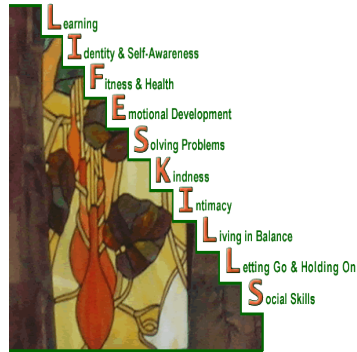 Learning
Identity & Self-Awareness
Fitness & Health
Emotional Development
Solving Problems
Kindness
Intimacy
Living in Balance
Letting Go & Holding On
Social Skills